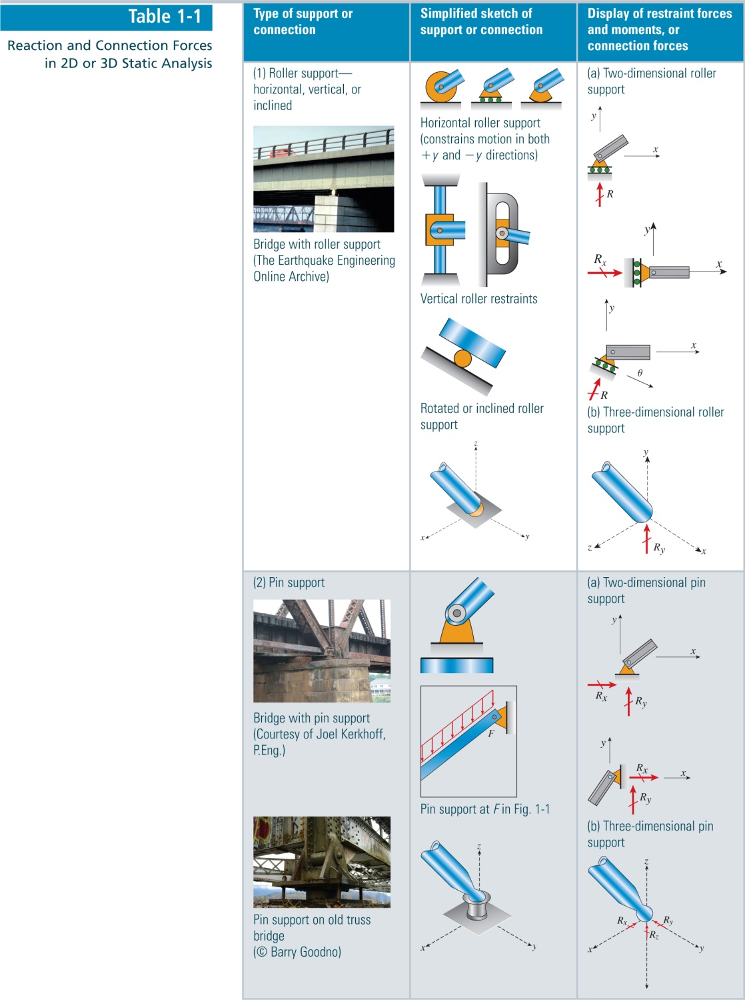 Table 1-1
Reaction and Connection Forces
in 2D or 3D Static Analysis
Type of support or
connection
Simplified sketch of
support or connection
Display of restraint forces
and moments, or
connection forces
(1) Roller support—
horizontal, vertical, or
inclined
Bridge with roller support
(The Earthquake Engineering
Online Archive)
Horizontal roller support
(constrains motion in both
+y and −y directions)
Vertical roller restraints
Rotated or inclined roller
support
z
x
y
(a) Two-dimensional roller
support
y
x
R
y
Rx
x
y
x
θ
R
(b) Three-dimensional roller
support
y
z
Ry
x
(2) Pin support
Bridge with pin support
(Courtesy of Joel Kerkhoff,
P.Eng.)
Pin support on old truss
bridge
(© Barry Goodno)
F
Pin support at F in Fig. 1-1
z
x
y
(a) Two-dimensional pin
support
y
x
Rx
Ry
y
Rx
x
Ry
(b) Three-dimensional pin
support
z
Rx
Ry
Rz
x
y